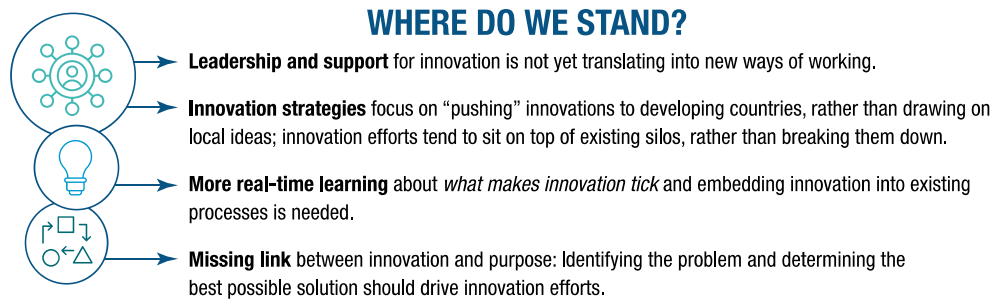 WHERE DO WE STAND?
Leadership and support for innovation is not yet translating into new ways of working.
Innovation strategies focus on “pushing” innovations to developing countries, rather than drawing on
local ideas; innovation efforts tend to sit on top of existing silos, rather than breaking them down.
More real-time learning about what makes innovation tick and embedding innovation into existing
processes is needed.
Missing link between innovation and purpose: Identifying the problem and determining the
best possible solution should drive innovation efforts.